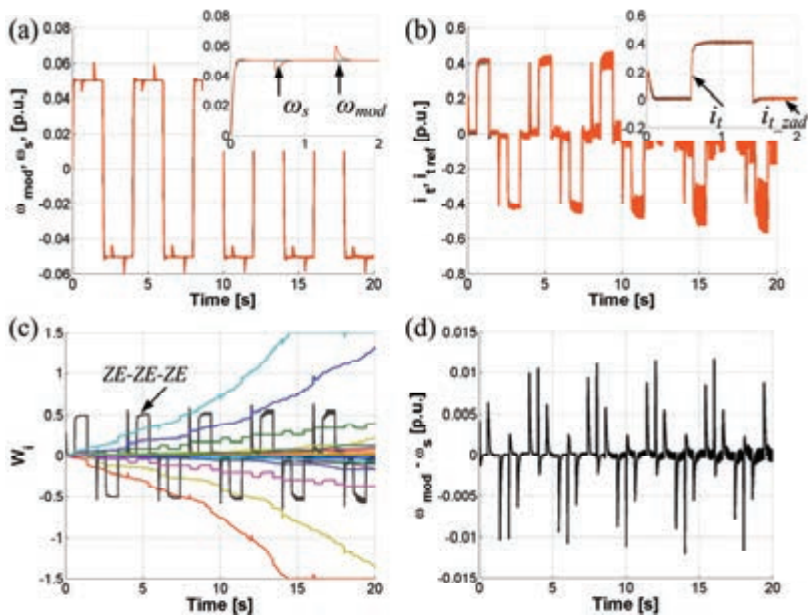 (a)
0.06
0.04
0.02
0
-0.02
-0.04
-0.06
ω_mod, ω_s, [p.u.]
0 5 10 15 20
Time [s]
0.06
0.04
0.02
0
0 1 2
ω_s ω_mod
(b)
0.8
0.6
0.4
0.2
0
-0.2
-0.4
-0.6
-0.8
i_t, i_t ref [p.u.]
0 5 10 15 20
Time [s]
0.4
0.2
0
-0.2
0 1 2
i_t i_t_zad
(c)
1.5
1.0
0.5
0
-0.5
-1
-1.5
W_i
ZE-ZE-ZE
0 5 10 15 20
Time [s]
(d)
0.015
0.01
0.005
0
-0.005
-0.01
-0.015
ω_mod - ω_s [p.u.]
0 5 10 15 20
Time [s]